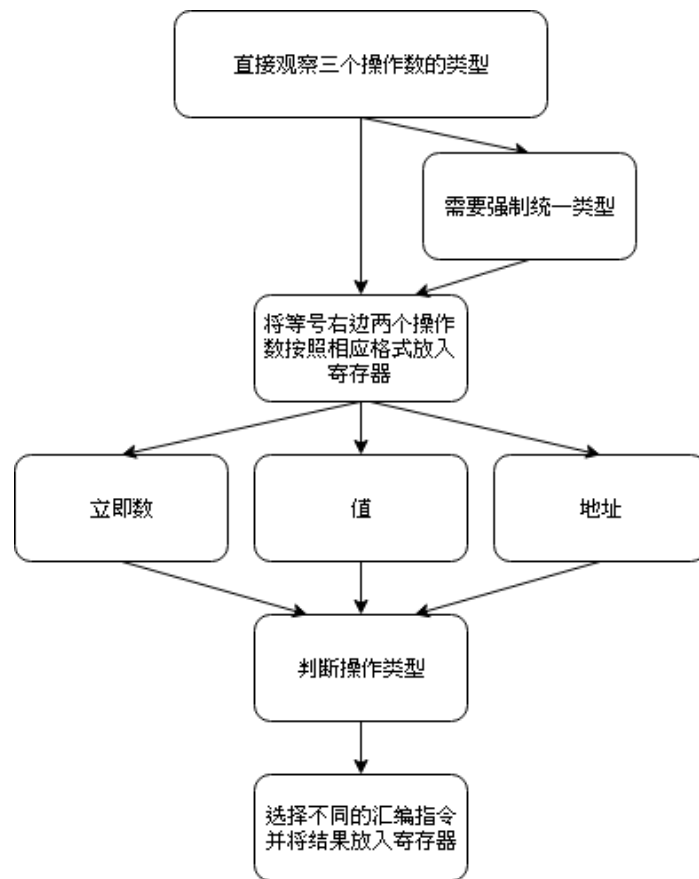 直接观察三个操作数的类型
需要强制统一类型
将等号右边两个操作
数按照相应格式放入
寄存器
立即数
值
地址
判断操作类型
选择不同的汇编指令
并将结果放入寄存器